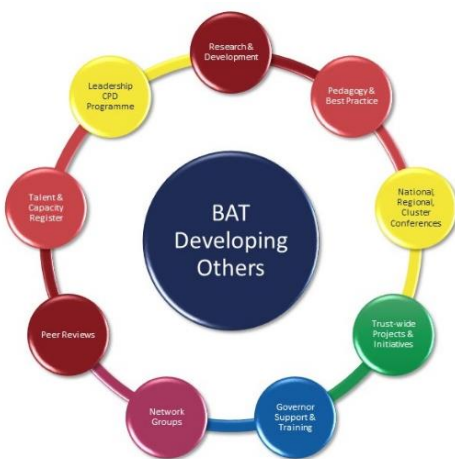 Research &
Development
Pedagogy &
Best Practice
National,
Regional,
Cluster
Conferences
Trust-wide
Projects &
Initiatives
Governor
Support &
Training
Network
Groups
Peer Reviews
Talent &
Capacity
Register
Leadership
CPD
Programme
BAT
Developing
Others